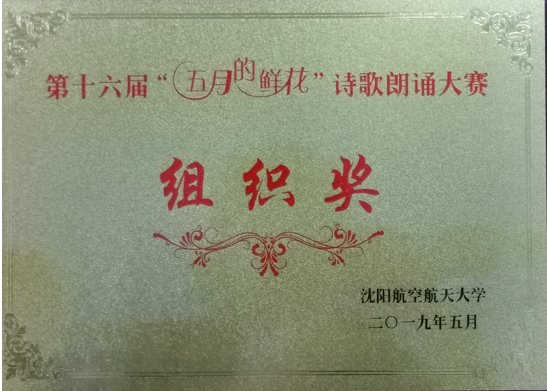 第十六届“五月的鲜花”诗歌朗诵大赛
组织奖
沈阳航空航天大学
二〇一九年五月